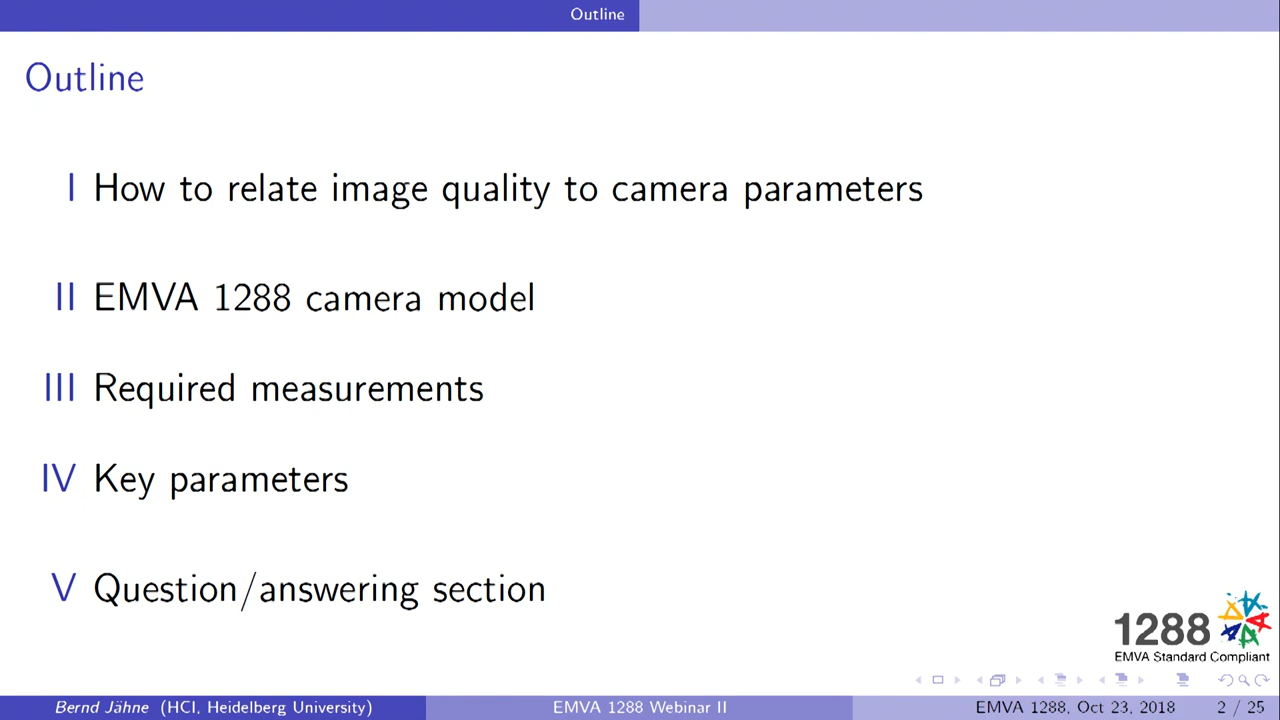 Outline
Outline
I How to relate image quality to camera parameters
II EMVA 1288 camera model
III Required measurements
IV Key parameters
V Question/answering section
1288
EMVA Standard Compliant
Bernd Jähne (HCI, Heidelberg University) EMVA 1288 Webinar II EMVA 1288, Oct 23, 2018 2 / 25